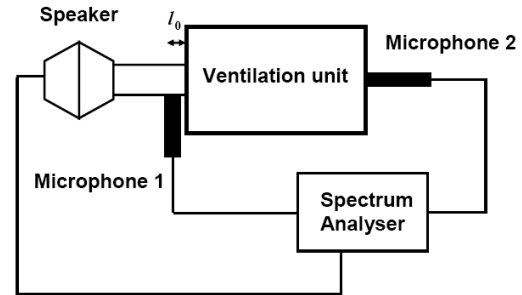 Speaker
l₀
Ventilation unit
Microphone 2
Microphone 1
Spectrum
Analyser